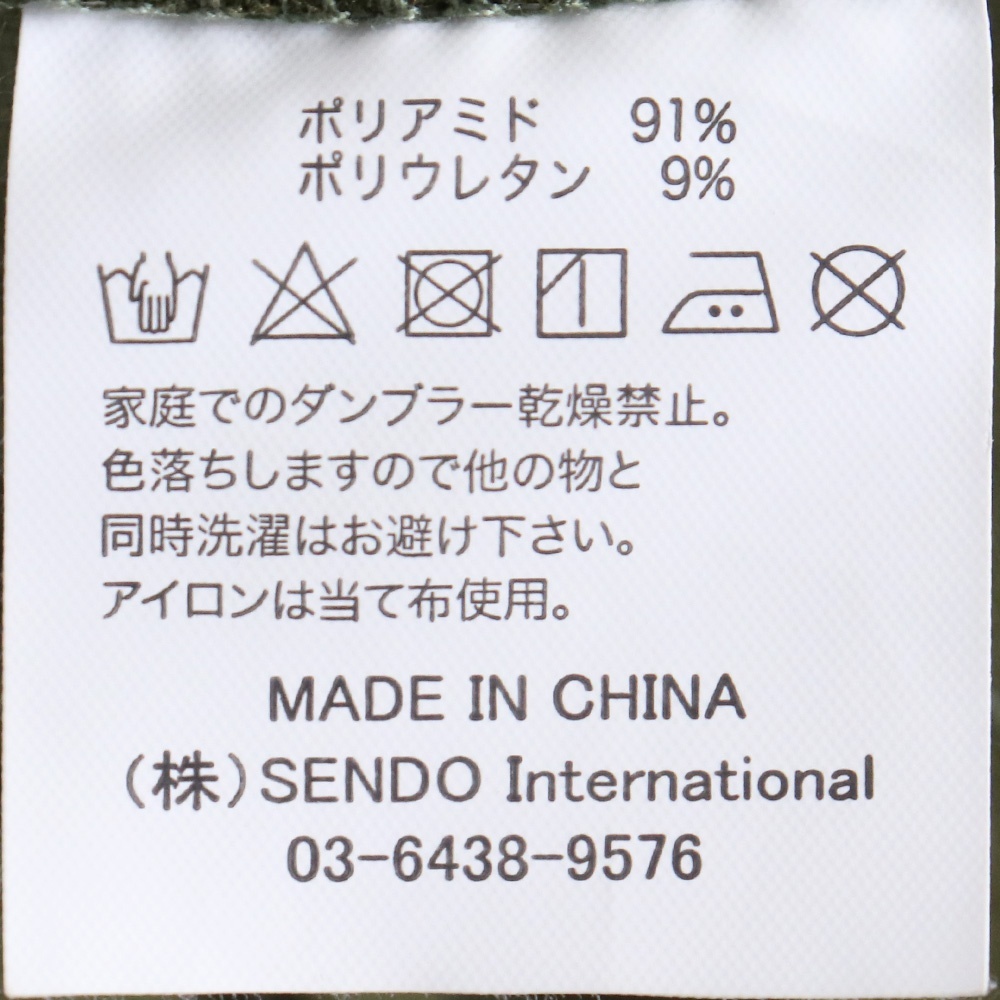 ポリアミド 91%
ポリウレタン 9%
家庭でのダンブラー乾燥禁止。
色落ちしますので他の物と
同時洗濯はお避け下さい。
アイロンは当て布使用。
MADE IN CHINA
(株)SENDO International
03-6438-9576